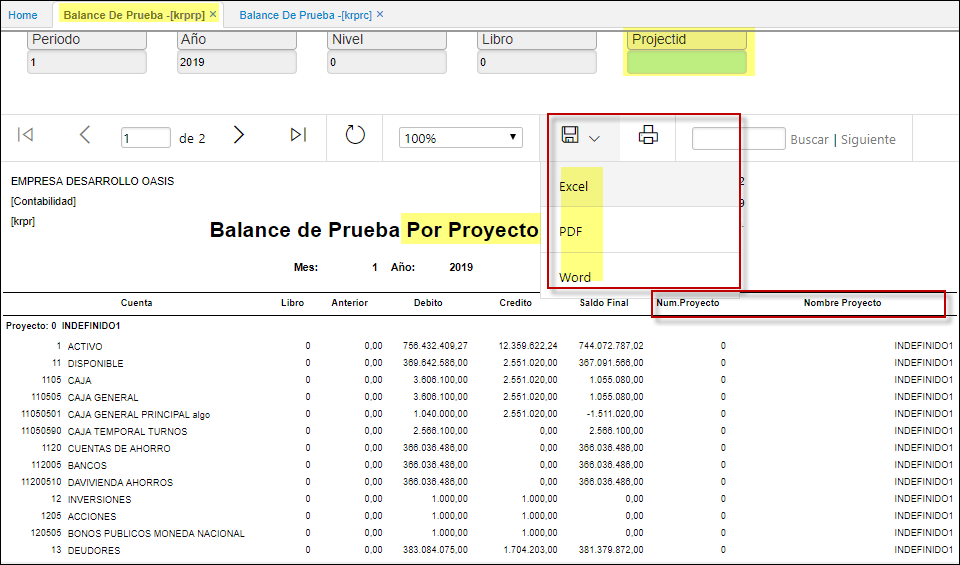 Home Balance De Prueba -[krprp] × Balance De Prueba -[krprc] ×
Periodo Año Nivel Libro Projectid
1 2019 0 0
1 de 2 100% Buscar | Siguiente
EMPRESA DESARROLLO OASIS 2
[Contabilidad] 9
[krpr]
Excel
PDF
Word
Balance de Prueba Por Proyecto
Mes: 1 Año: 2019
Cuenta Libro Anterior Debito Credito Saldo Final Num.Proyecto Nombre Proyecto
Proyecto: 0 INDEFINIDO1
1 ACTIVO 0 0,00 756.432.409,27 12.359.622,24 744.072.787,02 0 INDEFINIDO1
11 DISPONIBLE 0 0,00 369.642.586,00 2.551.020,00 367.091.566,00 0 INDEFINIDO1
1105 CAJA 0 0,00 3.606.100,00 2.551.020,00 1.055.080,00 0 INDEFINIDO1
110505 CAJA GENERAL 0 0,00 3.606.100,00 2.551.020,00 1.055.080,00 0 INDEFINIDO1
11050501 CAJA GENERAL PRINCIPAL algo 0 0,00 1.040.000,00 2.551.020,00 -1.511.020,00 0 INDEFINIDO1
11050590 CAJA TEMPORAL TURNOS 0 0,00 2.566.100,00 0,00 2.566.100,00 0 INDEFINIDO1
1120 CUENTAS DE AHORRO 0 0,00 366.036.486,00 0,00 366.036.486,00 0 INDEFINIDO1
112005 BANCOS 0 0,00 366.036.486,00 0,00 366.036.486,00 0 INDEFINIDO1
11200510 DAVIVIENDA AHORROS 0 0,00 366.036.486,00 0,00 366.036.486,00 0 INDEFINIDO1
12 INVERSIONES 0 0,00 1.000,00 1.000,00 0,00 0 INDEFINIDO1
1205 ACCIONES 0 0,00 1.000,00 1.000,00 0,00 0 INDEFINIDO1
120505 BONOS PUBLICOS MONEDA NACIONAL 0 0,00 1.000,00 1.000,00 0,00 0 INDEFINIDO1
13 DEUDORES 0 0,00 383.084.075,00 1.704.203,00 381.379.872,00 0 INDEFINIDO1